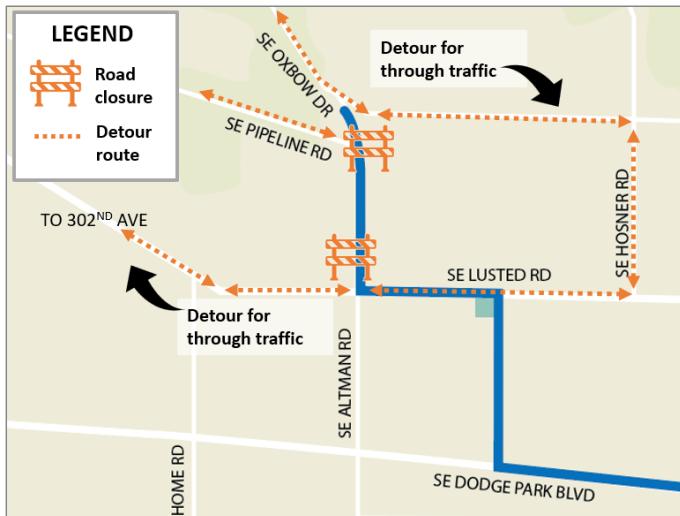 LEGEND
Road
closure
Detour
route
SE OXBOW DR
Detour for
through traffic
SE PIPELINE RD
TO 302ND AVE
SE HOSNER RD
SE LUSTED RD
Detour for
through traffic
SE ALTMAN RD
HOME RD
SE DODGE PARK BLVD